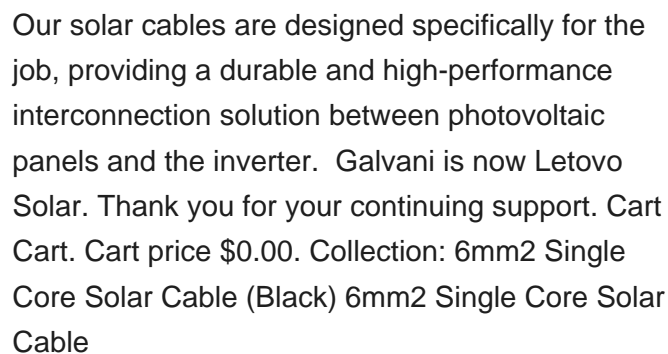 Our solar cables are designed specifically for the
job, providing a durable and high-performance
interconnection solution between photovoltaic
panels and the inverter.  Galvani is now Letovo
Solar. Thank you for your continuing support. Cart
Cart. Cart price $0.00. Collection: 6mm2 Single
Core Solar Cable (Black) 6mm2 Single Core Solar
Cable